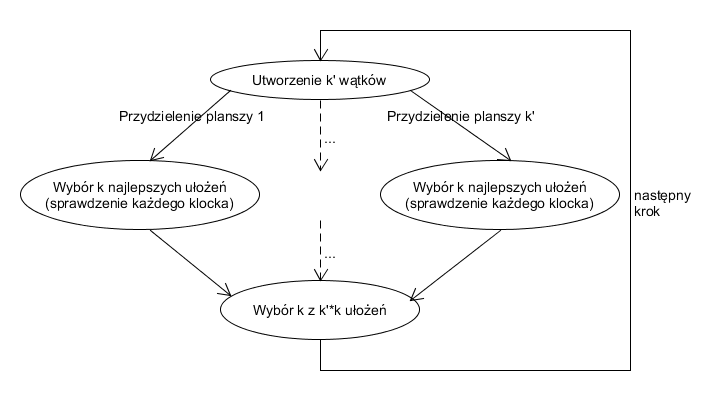 Utworzenie k' wątków
Przydzielenie planszy 1
Przydzielenie planszy k'
...
Wybór k najlepszych ułożeń
(sprawdzenie każdego klocka)
Wybór k najlepszych ułożeń
(sprawdzenie każdego klocka)
następny
krok
...
Wybór k z k'*k ułożeń